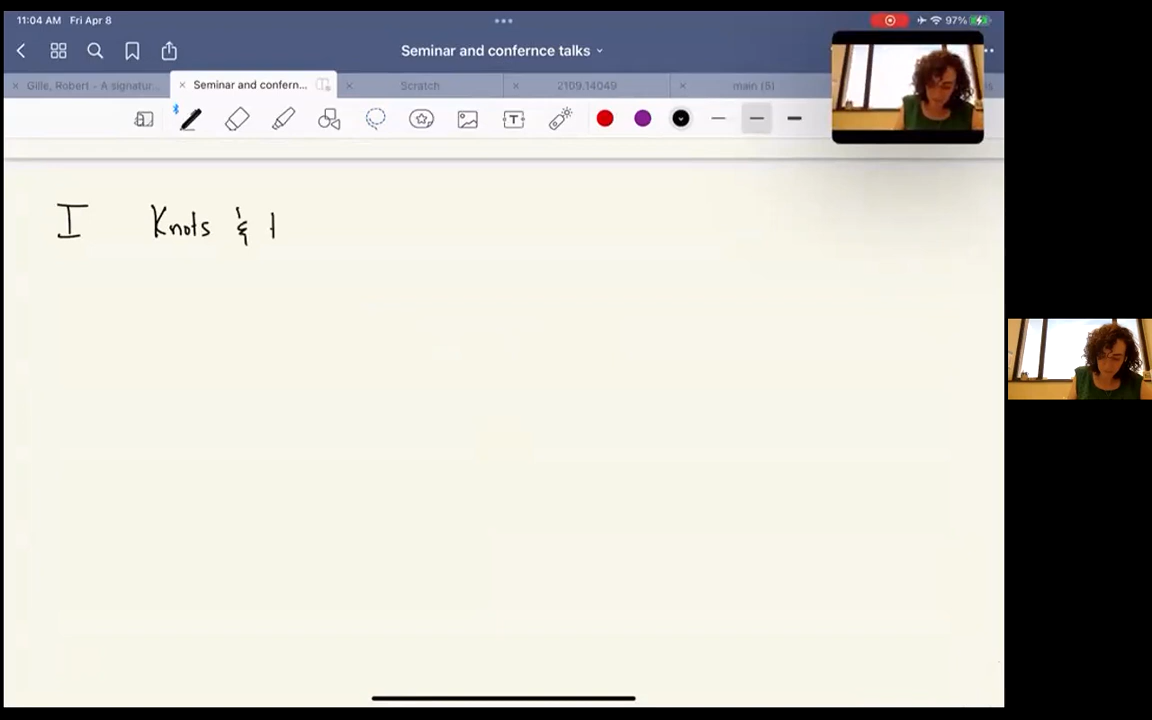 11:04 AM Fri Apr 8
97%
Seminar and confernce talks
Gille, Robert - A signatur...
Seminar and confern...
Scratch
2109.14049
main (5)
T
I Knots &